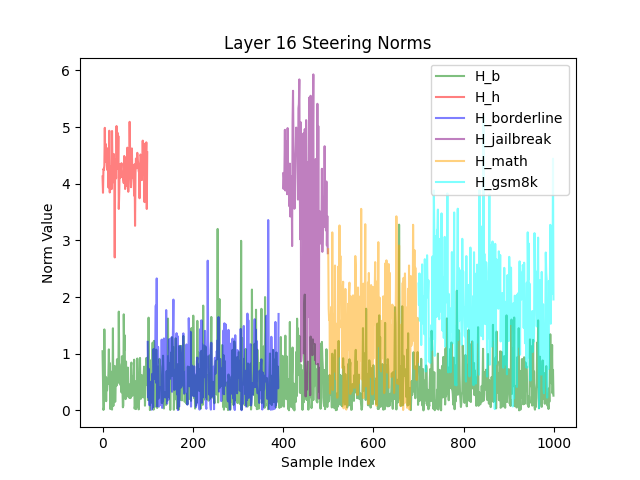 Layer 16 Steering Norms
H_b
H_h
H_borderline
H_jailbreak
H_math
H_gsm8k
6
5
4
3
2
1
0
Norm Value
0 200 400 600 800 1000
Sample Index